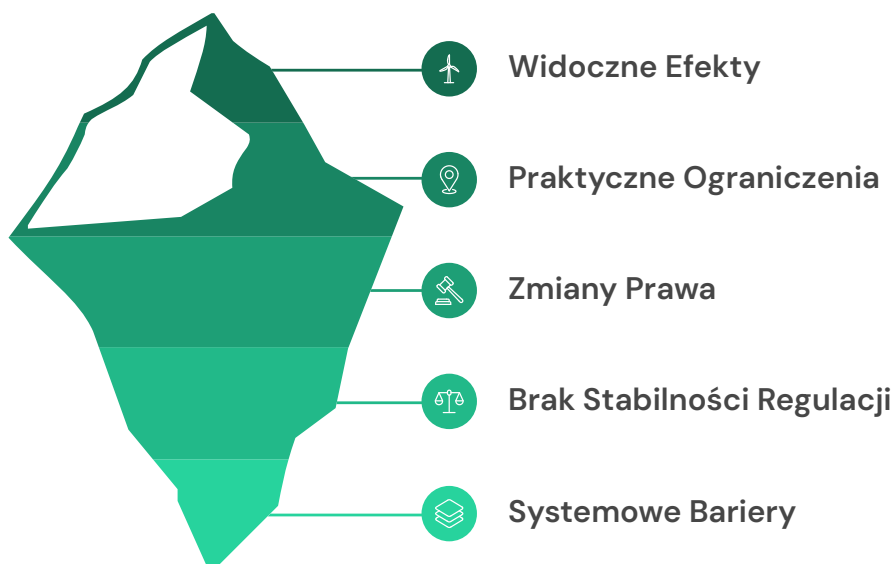 Widoczne Efekty
Praktyczne Ograniczenia
Zmiany Prawa
Brak Stabilności Regulacji
Systemowe Bariery